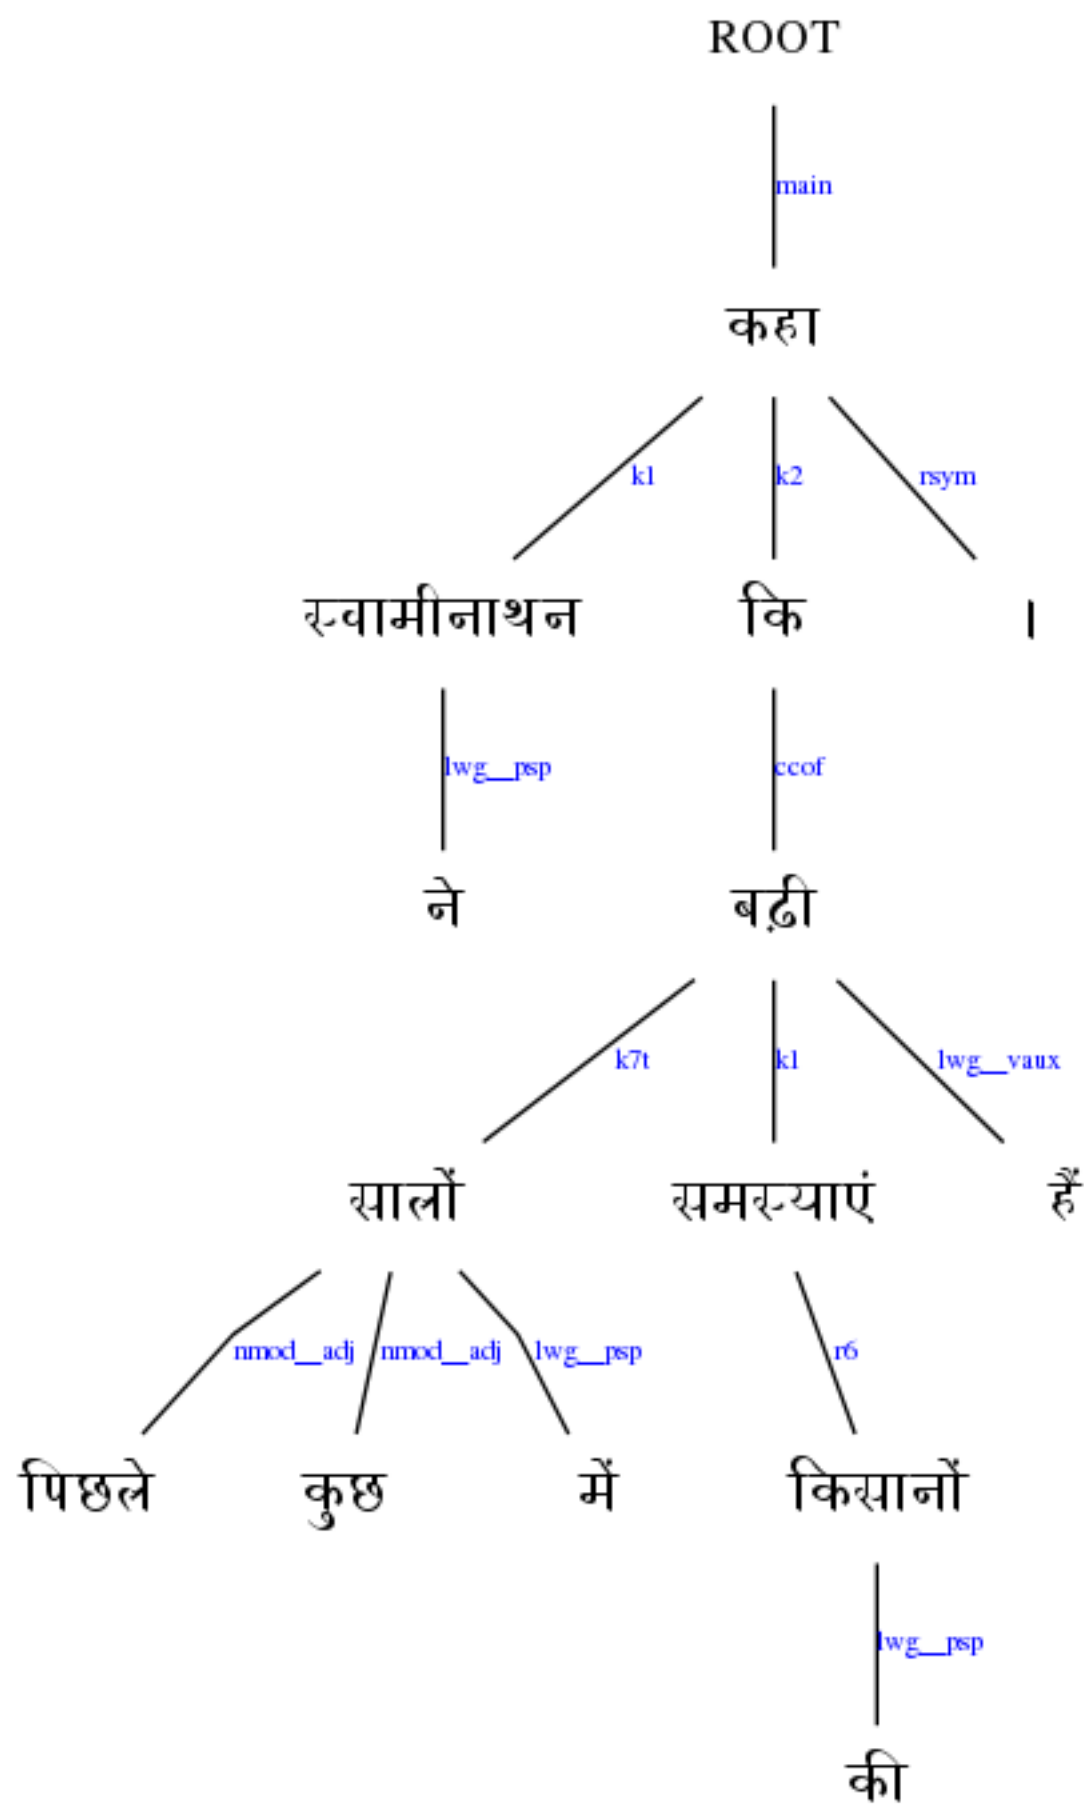 ROOT
main
कहा
k1 k2 rsym
स्वामीनाथन कि ।
lwg__psp ccof
ने बढ़ी
k7t k1 lwg__vaux
सालों समस्याएं हैं
nmod__adj nmod__adj lwg__psp r6
पिछले कुछ में किसानों
lwg__psp
की